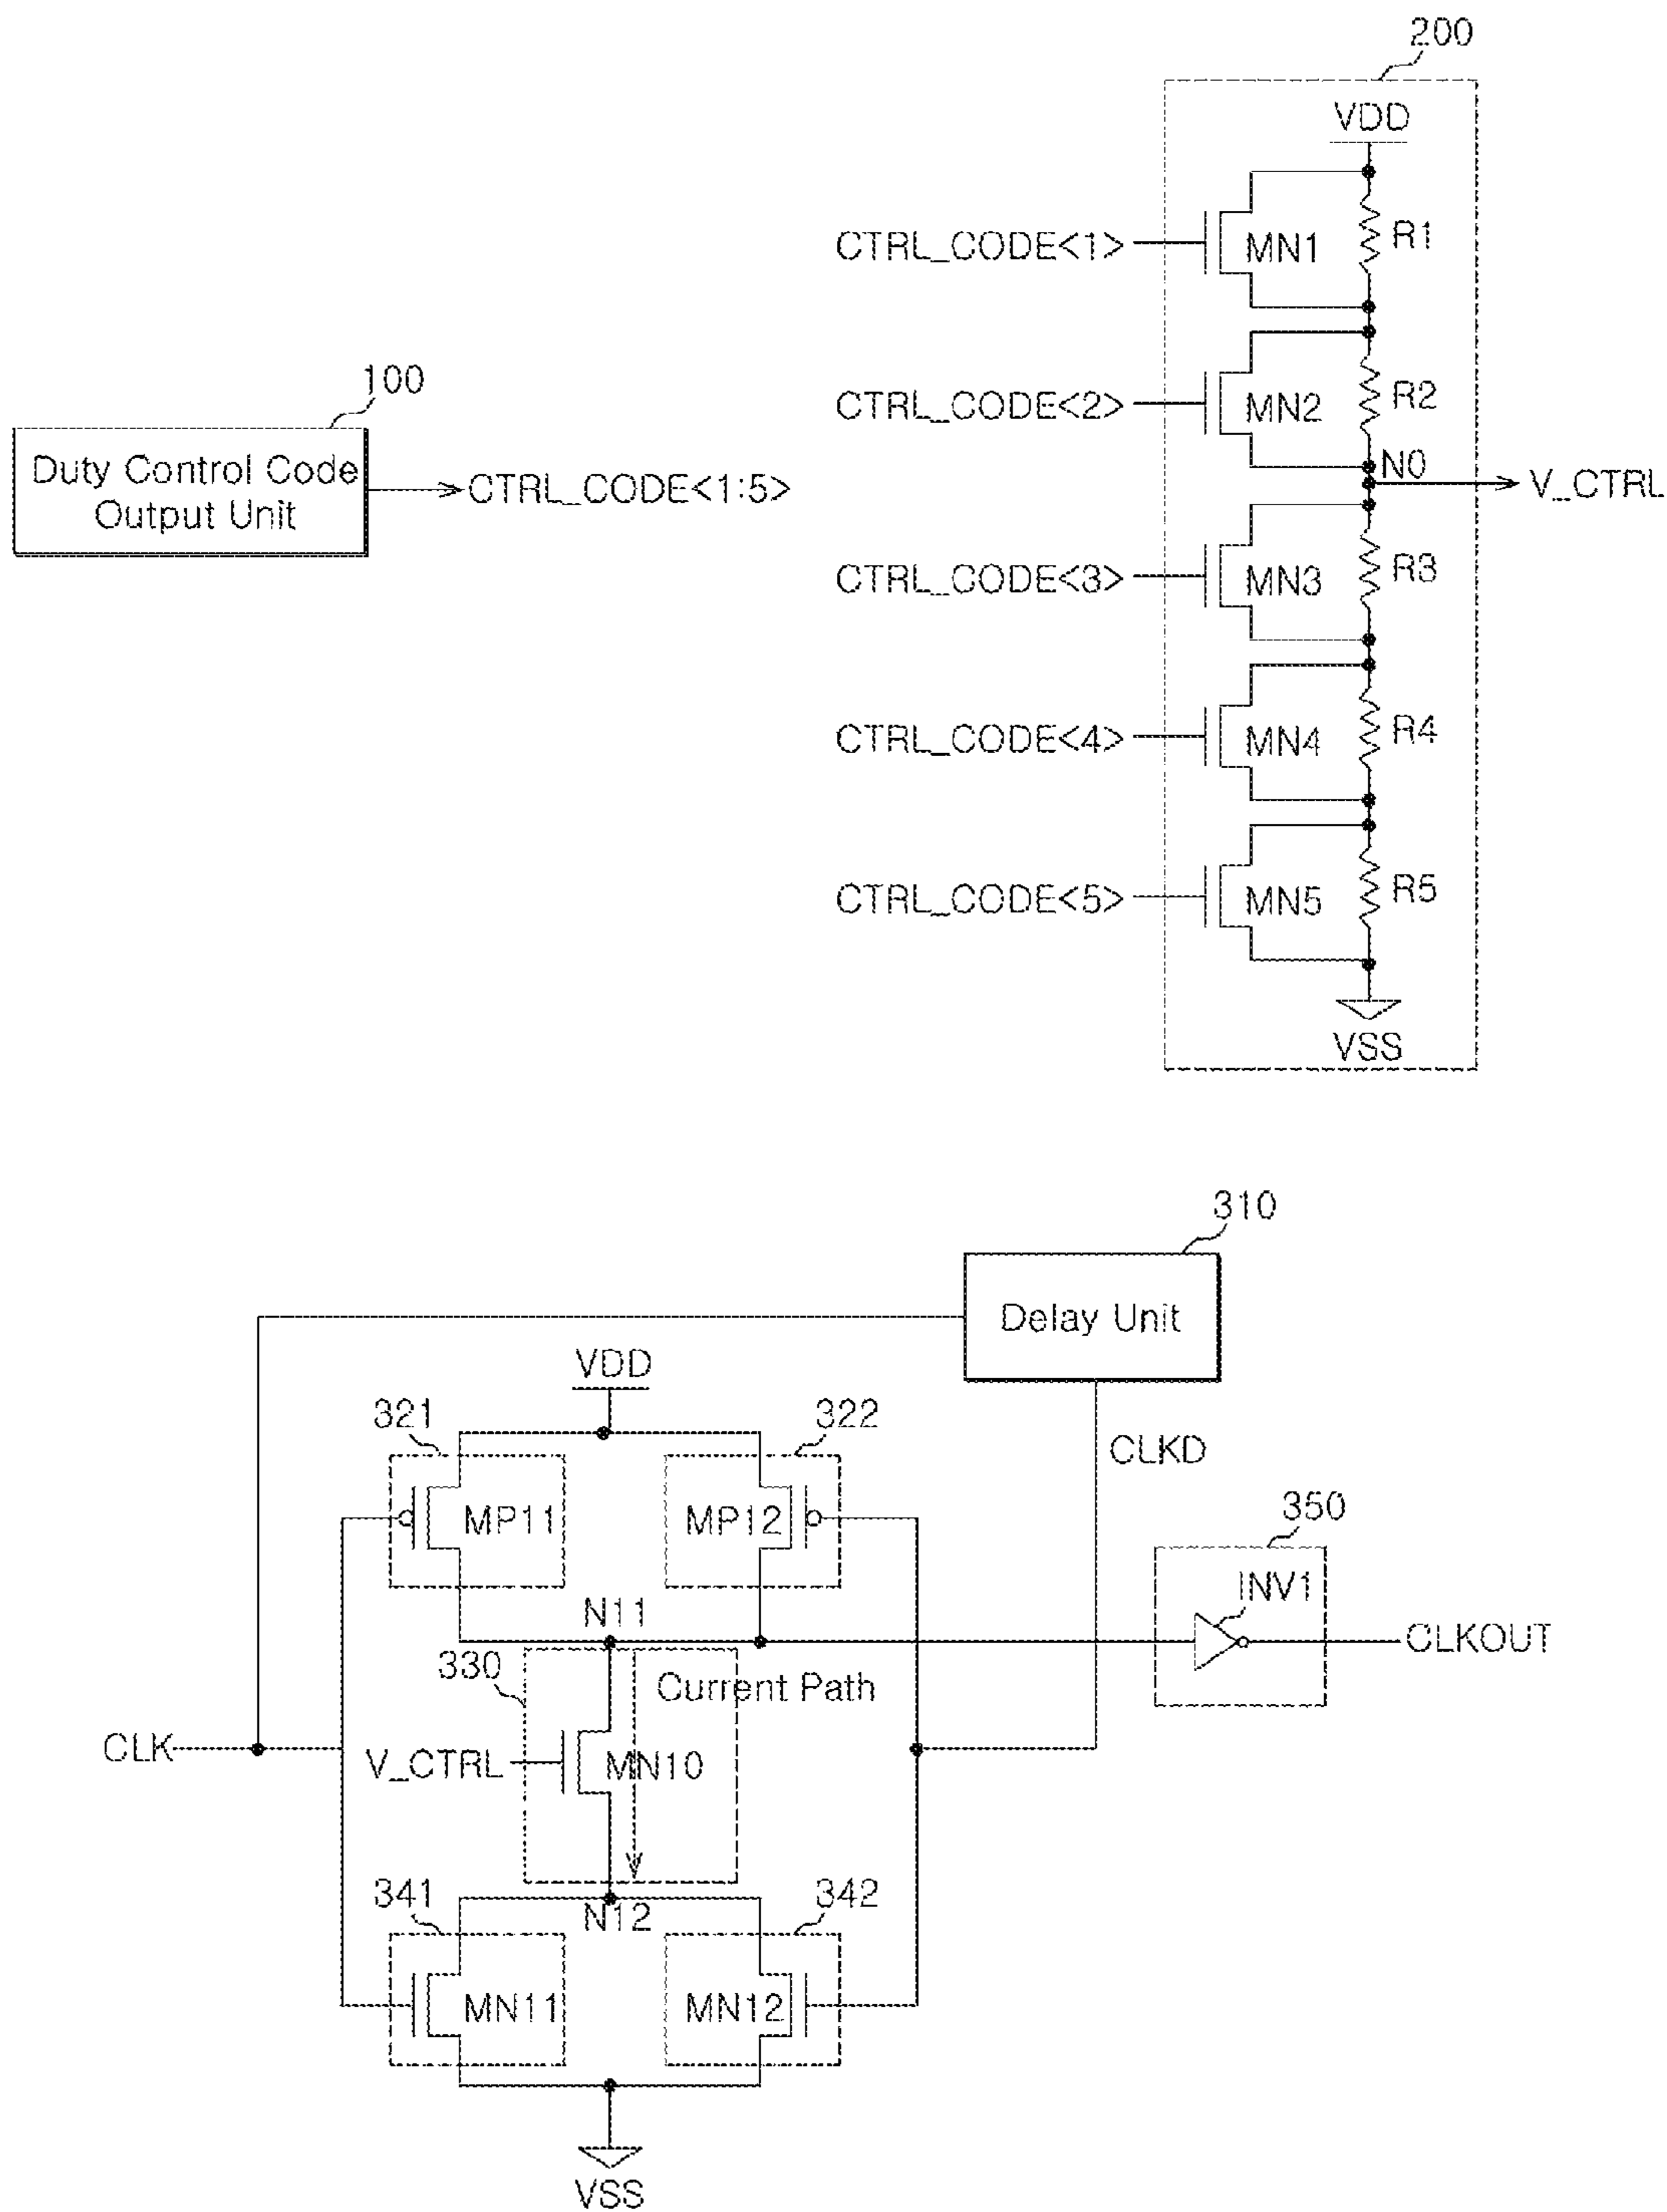 200
VDD
CTRL_CODE<1>
MN1
R1
CTRL_CODE<2>
MN2
R2
100
Duty Control Code
Output Unit
CTRL_CODE<1:5>
N0
V_CTRL
CTRL_CODE<3>
MN3
R3
CTRL_CODE<4>
MN4
R4
CTRL_CODE<5>
MN5
R5
VSS
310
Delay Unit
VDD
321
322
CLKD
MP11
MP12
350
INV1
N11
CLKOUT
330
Current Path
CLK
V_CTRL
MN10
341
N12
342
MN11
MN12
VSS